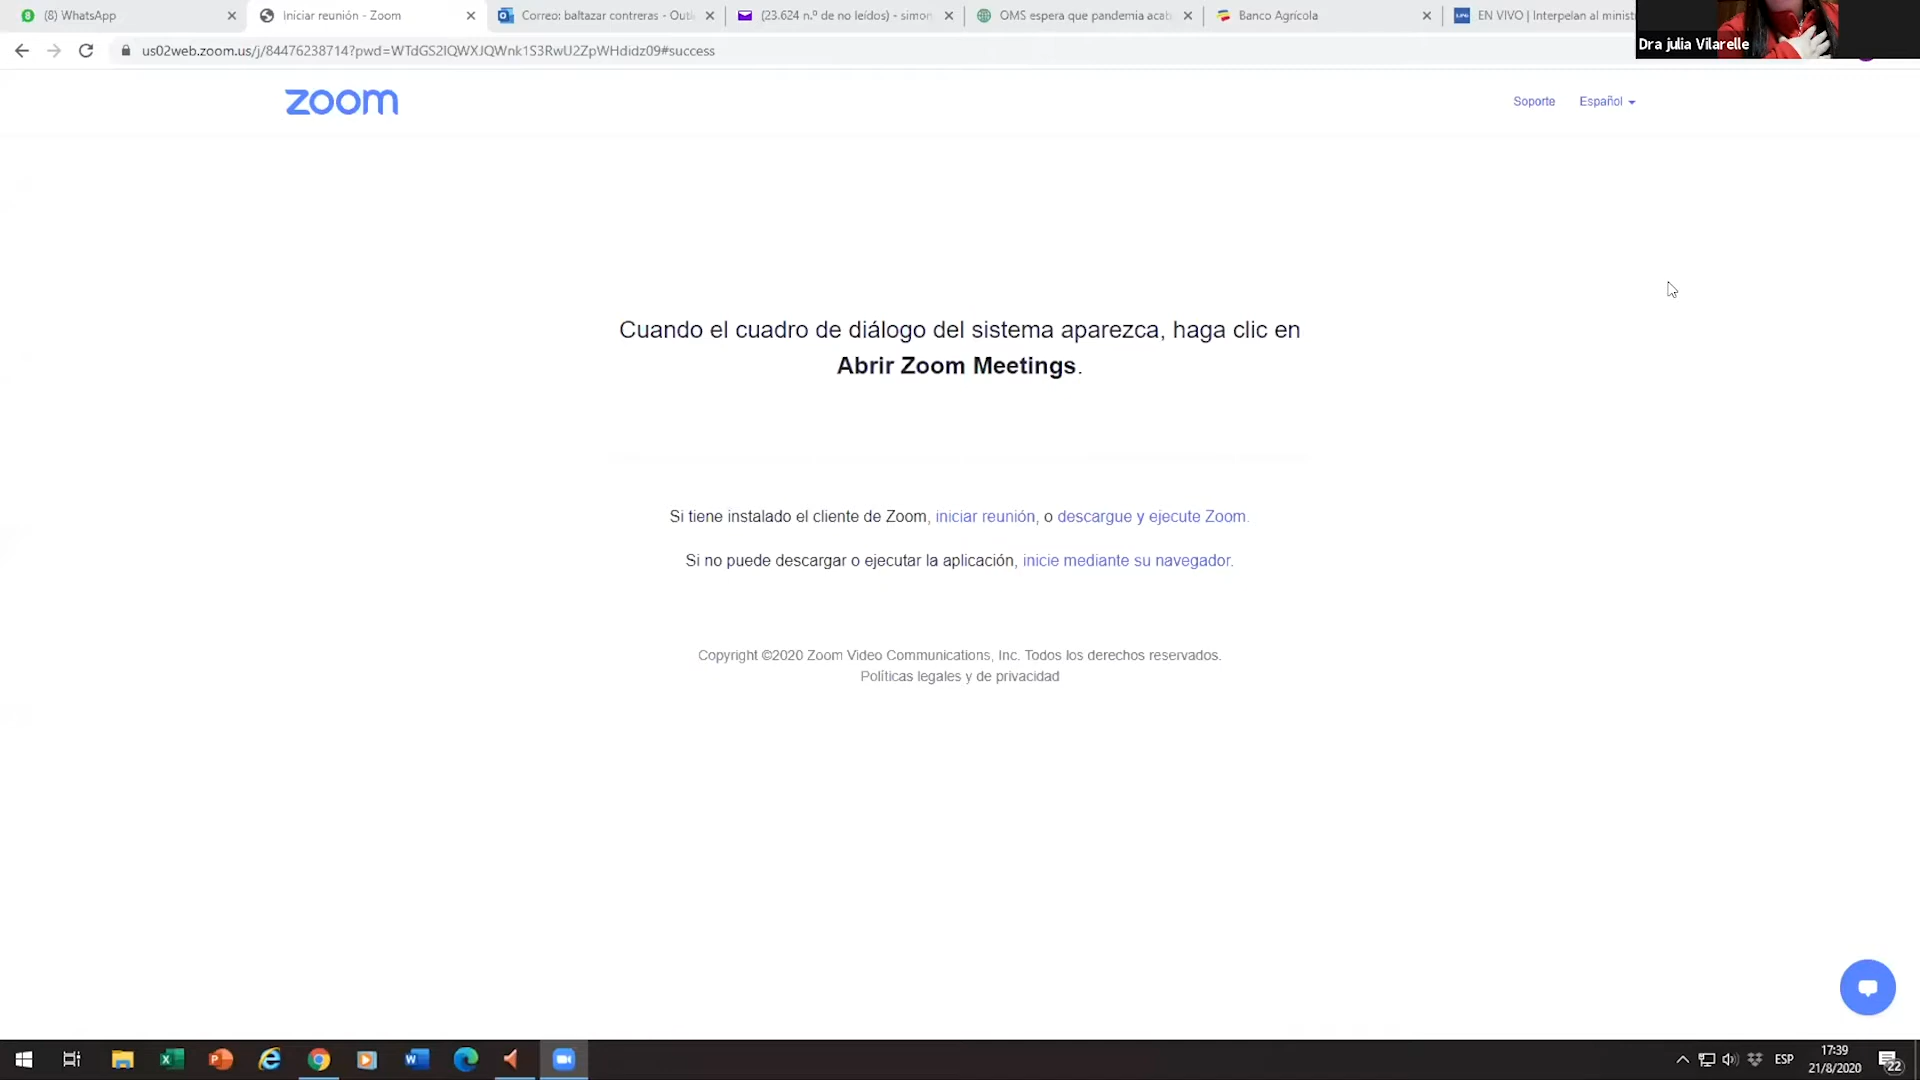 (8) WhatsApp
Iniciar reunión - Zoom
Correo: baltazar contreras - Outl
(23.624 n.º de no leídos) - simon
OMS espera que pandemia acab
Banco Agrícola
EN VIVO | Interpelan al minist
us02web.zoom.us/j/84476238714?pwd=WTdGS2lQWXJQWnk1S3RwU2ZpWHdidz09#success
Dra julia Vilarelle
zoom
Soporte
Español
Cuando el cuadro de diálogo del sistema aparezca, haga clic en
Abrir Zoom Meetings.
Si tiene instalado el cliente de Zoom, iniciar reunión, o descargue y ejecute Zoom.
Si no puede descargar o ejecutar la aplicación, inicie mediante su navegador.
Copyright ©2020 Zoom Video Communications, Inc. Todos los derechos reservados.
Políticas legales y de privacidad
ESP
17:39
21/8/2020
22